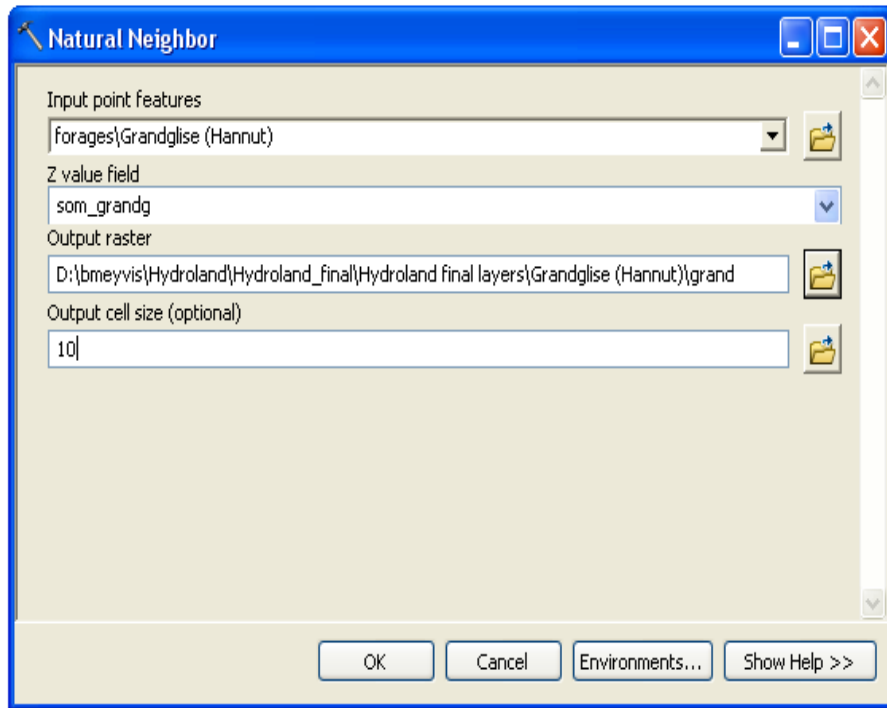 Natural Neighbor
Input point features
forages\Grandglise (Hannut)
Z value field
som_grandg
Output raster
D:\bmeyvis\Hydroland\Hydroland_final\Hydroland final layers\Grandglise (Hannut)\grand
Output cell size (optional)
10
OK Cancel Environments... Show Help >>